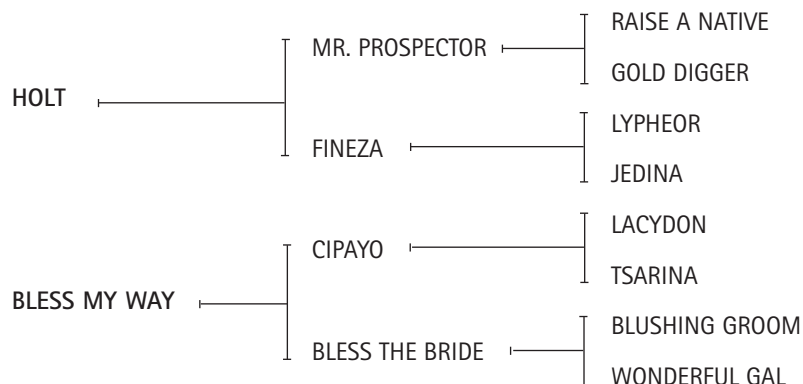 RAISE A NATIVE
MR. PROSPECTOR
GOLD DIGGER
HOLT
LYPHEOR
FINEZA
JEDINA
LACYDON
CIPAYO
TSARINA
BLESS MY WAY
BLUSHING GROOM
BLESS THE BRIDE
WONDERFUL GAL